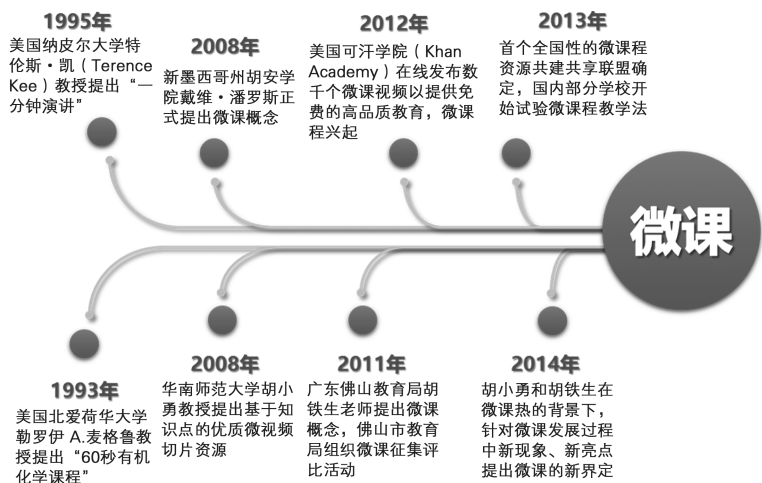 1995年
美国纳皮尔大学特
伦斯·凯（Terence
Kee）教授提出“一
分钟演讲”
2008年
新墨西哥州胡安学
院戴维·潘罗斯正
式提出微课概念
2012年
美国可汗学院（Khan
Academy）在线发布数
千个微课视频以提供免
费的高品质教育，微课
程兴起
2013年
首个全国性的微课程
资源共建共享联盟确
定，国内部分学校开
始试验微课程教学法
微课
1993年
美国北爱荷华大学
勒罗伊 A.麦格鲁教
授提出“60秒有机
化学课程”
2008年
华南师范大学胡小
勇教授提出基于知
识点的优质微视频
切片资源
2011年
广东佛山教育局胡
铁生老师提出微课
概念，佛山市教育
局组织微课征集评
比活动
2014年
胡小勇和胡铁生在
微课热的背景下，
针对微课发展过程
中新现象、新亮点
提出微课的新界定